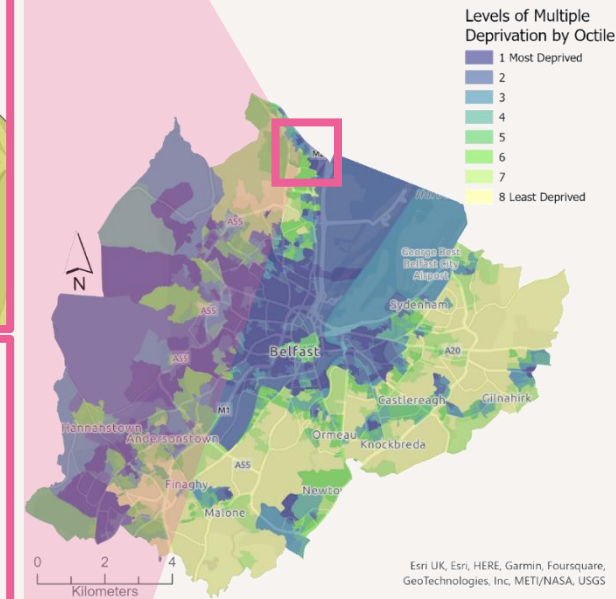 Levels of Multiple
Deprivation by Octile
1 Most Deprived
2
3
4
5
6
7
8 Least Deprived
A55
George Best
Belfast City
Airport
Sydenham
A55
N
A55
Belfast
A20
Gilnahirk
Castlereagh
M1
Hannahstown
Andersonstown
Ormeau
Knockbreda
A55
Finaghy
Newto
Malone
0 2 4
Kilometers
Esri UK, Esri, HERE, Garmin, Foursquare,
GeoTechnologies, Inc, METI/NASA, USGS